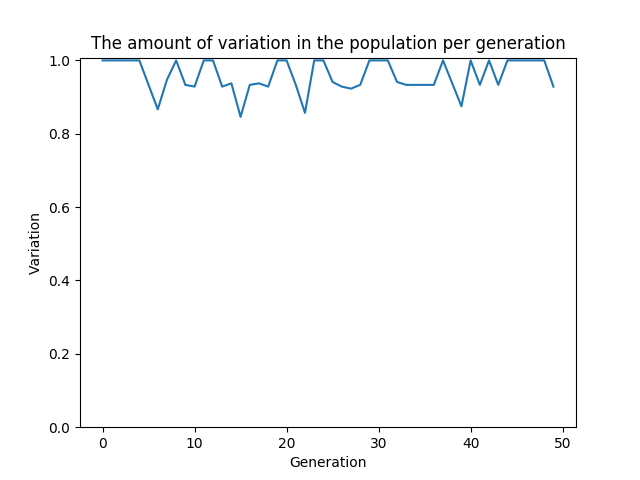 The amount of variation in the population per generation
1.0
0.8
0.6
0.4
0.2
0.0
Variation
0 10 20 30 40 50
Generation